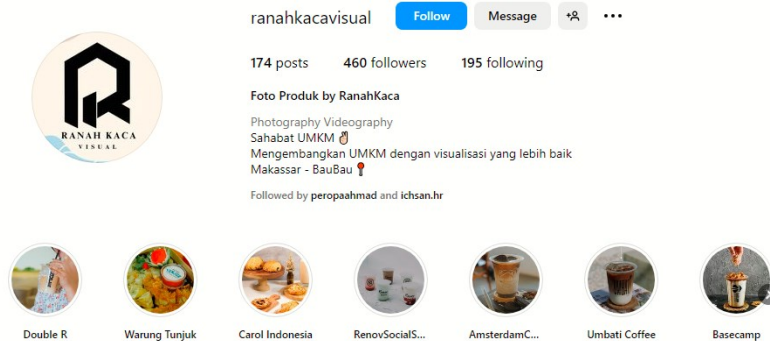 ranahkacavisual Follow Message
174 posts 460 followers 195 following
RANAH KACA
VISUAL
Foto Produk by RanahKaca
Photography Videography
Sahabat UMKM ✌🏻
Mengembangkan UMKM dengan visualisasi yang lebih baik
Makassar - BauBau 📍
Followed by peropaahmad and ichsan.hr
Double R Warung Tunjuk Carol Indonesia RenovSocialS... AmsterdamC... Umbati Coffee Basecamp